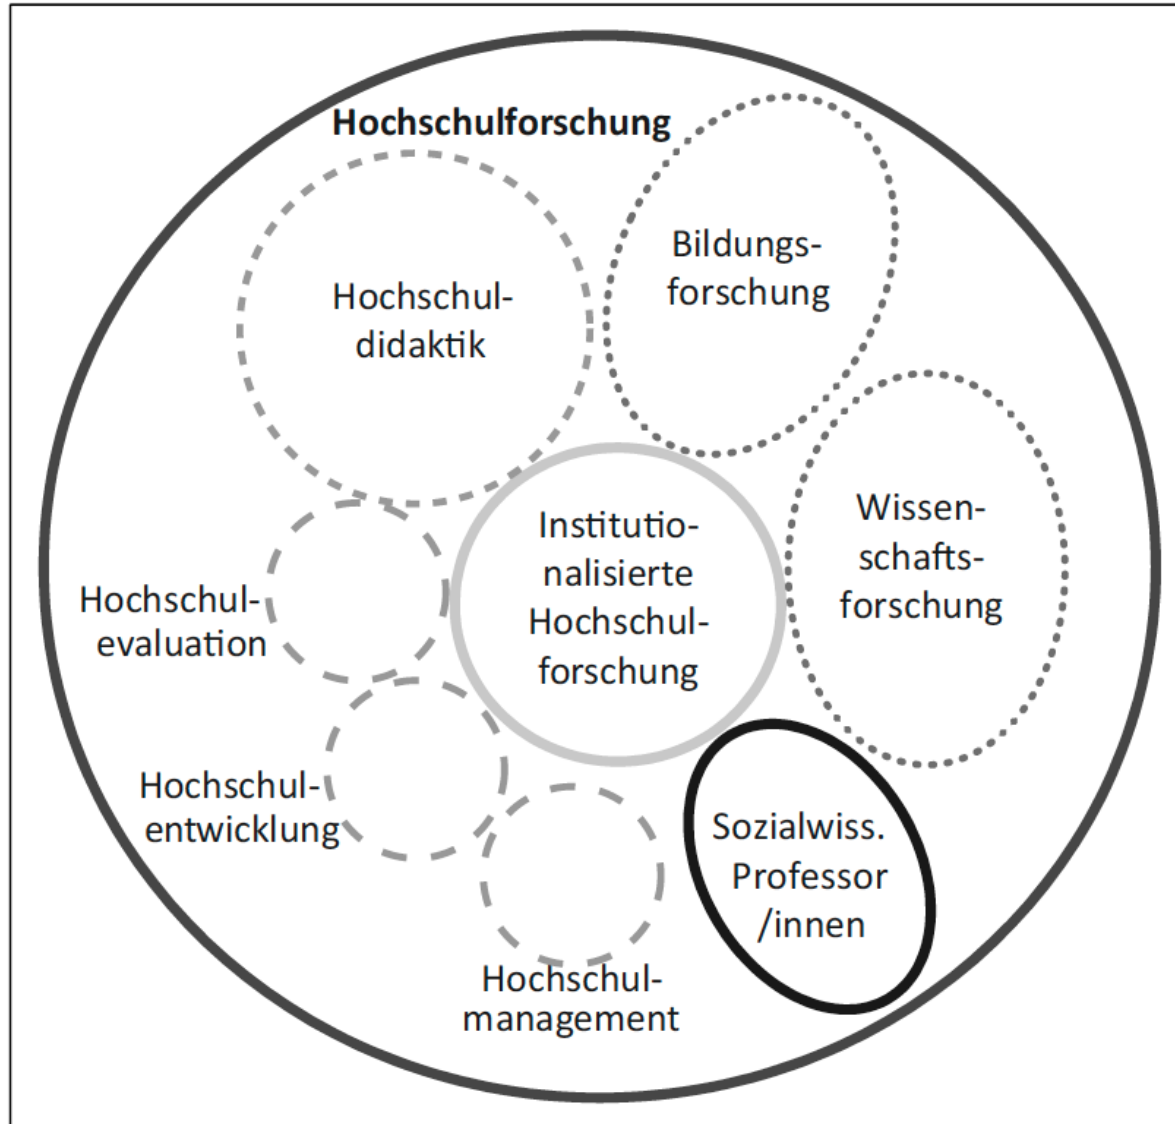 Hochschulforschung
Bildungs-
forschung
Hochschul-
didaktik
Wissen-
schafts-
forschung
Institutio-
nalisierte
Hochschul-
forschung
Hochschul-
evaluation
Hochschul-
entwicklung
Sozialwiss.
Professor
/innen
Hochschul-
management